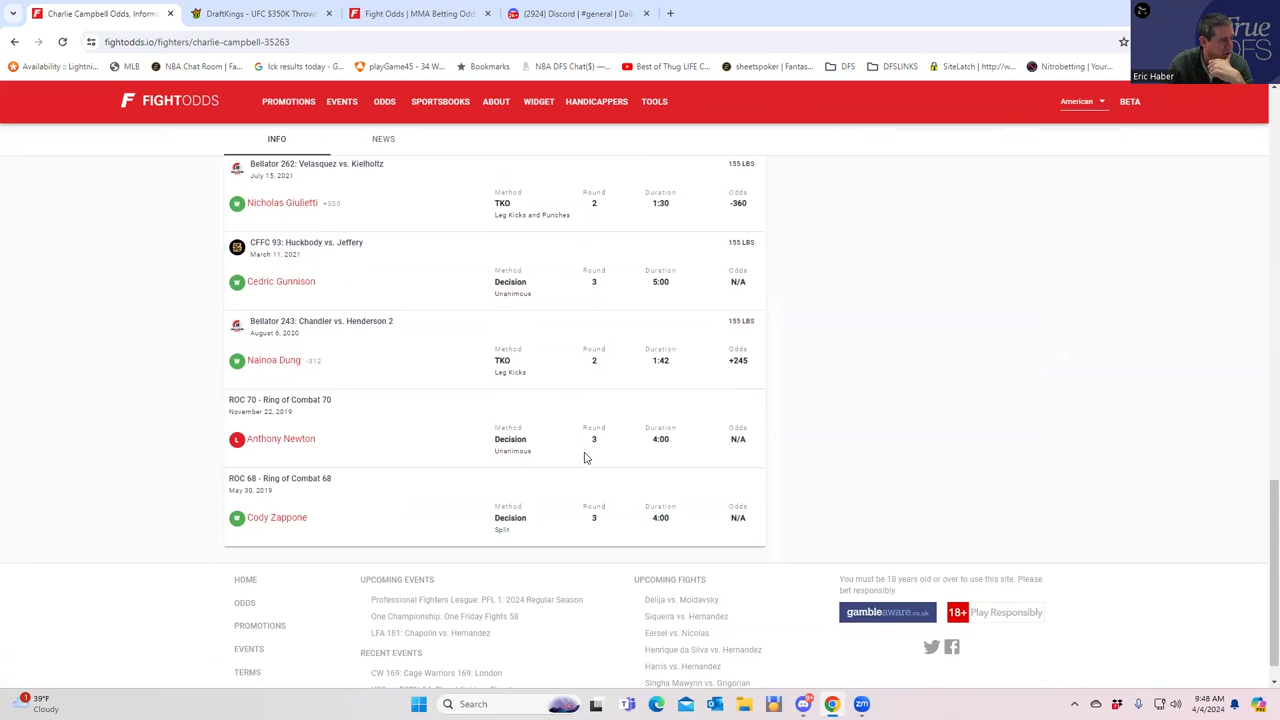 Charlie Campbell Odds, Informa
DraftKings - UFC $150K Throwd
Fight Odds | MMA Betting Odd
(2924) Discord | #general | Dail
fightodds.io/fighters/charlie-campbell-35263
True
DFS
Eric Haber
Availability :: Lightni... MLB NBA Chat Room | Fa... Ick results today - G... playGame45 - 34 W... Bookmarks NBA DFS Chat($) —... Best of Thug LIFE C... sheetspoker | Fantas... DFS DFSLINKS SiteLatch | http://w... Nitrobetting | Your...
FIGHTODDS PROMOTIONS EVENTS ODDS SPORTSBOOKS ABOUT WIDGET HANDICAPPERS TOOLS American BETA
INFO NEWS
Bellator 262: Velasquez vs. Kielholtz 155 LBS
July 15, 2021
Method Round Duration Odds
W Nicholas Giulietti +300 TKO 2 1:30 -360
Leg Kicks and Punches
CFFC 93: Huckbody vs. Jeffery 155 LBS
March 11, 2021
Method Round Duration Odds
W Cedric Gunnison Decision 3 5:00 N/A
Unanimous
Bellator 243: Chandler vs. Henderson 2 155 LBS
August 6, 2020
Method Round Duration Odds
W Nainoa Dung -312 TKO 2 1:42 +245
Leg Kicks
ROC 70 - Ring of Combat 70
November 22, 2019
Method Round Duration Odds
L Anthony Newton Decision 3 4:00 N/A
Unanimous
ROC 68 - Ring of Combat 68
May 30, 2019
Method Round Duration Odds
W Cody Zappone Decision 3 4:00 N/A
Split
HOME
ODDS
PROMOTIONS
EVENTS
TERMS
UPCOMING EVENTS
Professional Fighters League: PFL 1: 2024 Regular Season
One Championship: One Friday Fights 58
LFA 181: Chapolin vs. Hernandez
RECENT EVENTS
CW 169: Cage Warriors 169: London
UPCOMING FIGHTS
Delija vs. Moldavsky
Siqueira vs. Hernandez
Eersel vs. Nicolas
Henrique da Silva vs. Hernandez
Harris vs. Hernandez
Singha Mawynn vs. Grigorian
You must be 18 years old or over to use this site. Please
bet responsibly.
gambleaware.co.uk 18+ Play Responsibly
1
39°F
Cloudy
Search
9:48 AM
4/4/2024